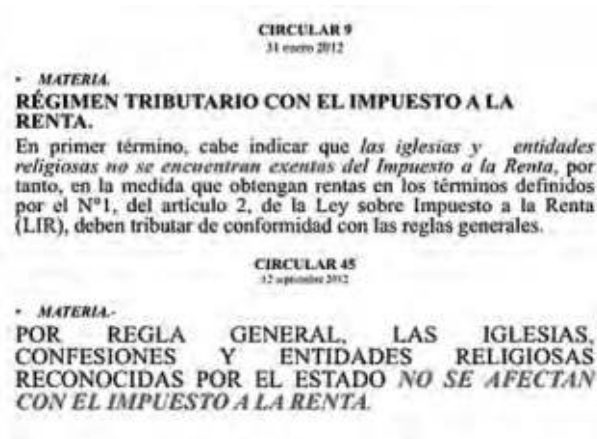 CIRCULAR 9
31 enero 2012
• MATERIA.
RÉGIMEN TRIBUTARIO CON EL IMPUESTO A LA
RENTA.
En primer término, cabe indicar que las iglesias y entidades
religiosas no se encuentran exentas del Impuesto a la Renta, por
tanto, en la medida que obtengan rentas en los términos definidos
por el N°1, del artículo 2, de la Ley sobre Impuesto a la Renta
(LIR), deben tributar de conformidad con las reglas generales.
CIRCULAR 45
12 septiembre 2012
• MATERIA.-
POR REGLA GENERAL, LAS IGLESIAS,
CONFESIONES Y ENTIDADES RELIGIOSAS
RECONOCIDAS POR EL ESTADO NO SE AFECTAN
CON EL IMPUESTO A LA RENTA.